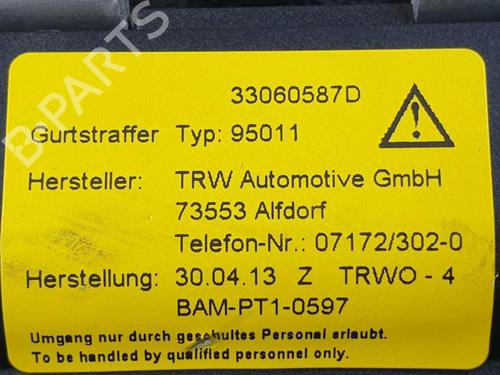 33060587D
Gurtstraffer Typ: 95011
Hersteller: TRW Automotive GmbH
73553 Alfdorf
Telefon-Nr.: 07172/302-0
Herstellung: 30.04.13 Z TRWO - 4
BAM-PT1-0597
Umgang nur durch geschultes Personal erlaubt.
To be handled by qualified personnel only.
B-PARTS